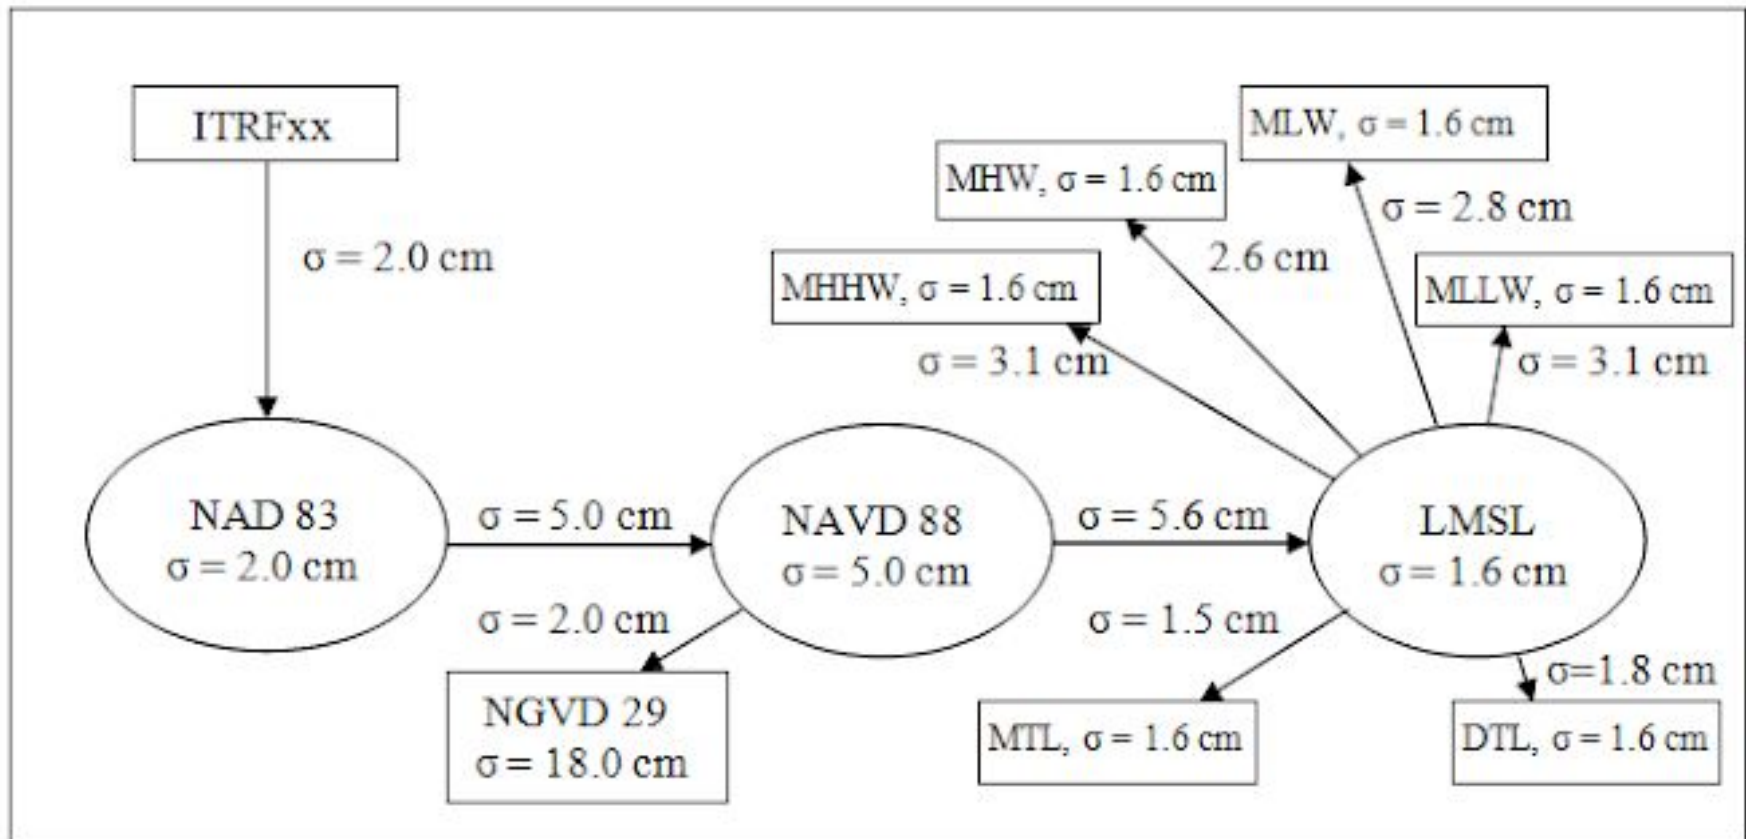 ITRFxx
σ = 2.0 cm
MLW, σ = 1.6 cm
MHW, σ = 1.6 cm
σ = 2.8 cm
2.6 cm
MHHW, σ = 1.6 cm
MLLW, σ = 1.6 cm
σ = 3.1 cm
σ = 3.1 cm
NAD 83
σ = 2.0 cm
σ = 5.0 cm
NAVD 88
σ = 5.0 cm
σ = 5.6 cm
LMSL
σ = 1.6 cm
σ = 2.0 cm
σ = 1.5 cm
σ=1.8 cm
NGVD 29
σ = 18.0 cm
MTL, σ = 1.6 cm
DTL, σ = 1.6 cm